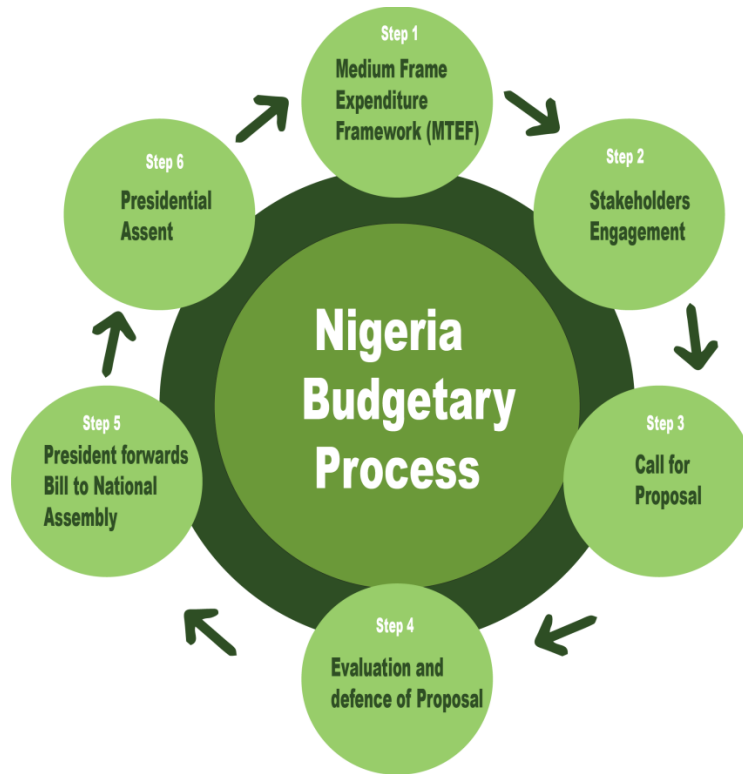 Step 1
Medium Frame
Expenditure
Framework (MTEF)
Step 2
Stakeholders
Engagement
Step 3
Call for
Proposal
Step 4
Evaluation and
defence of Proposal
Step 5
President forwards
Bill to National
Assembly
Step 6
Presidential
Assent
Nigeria
Budgetary
Process